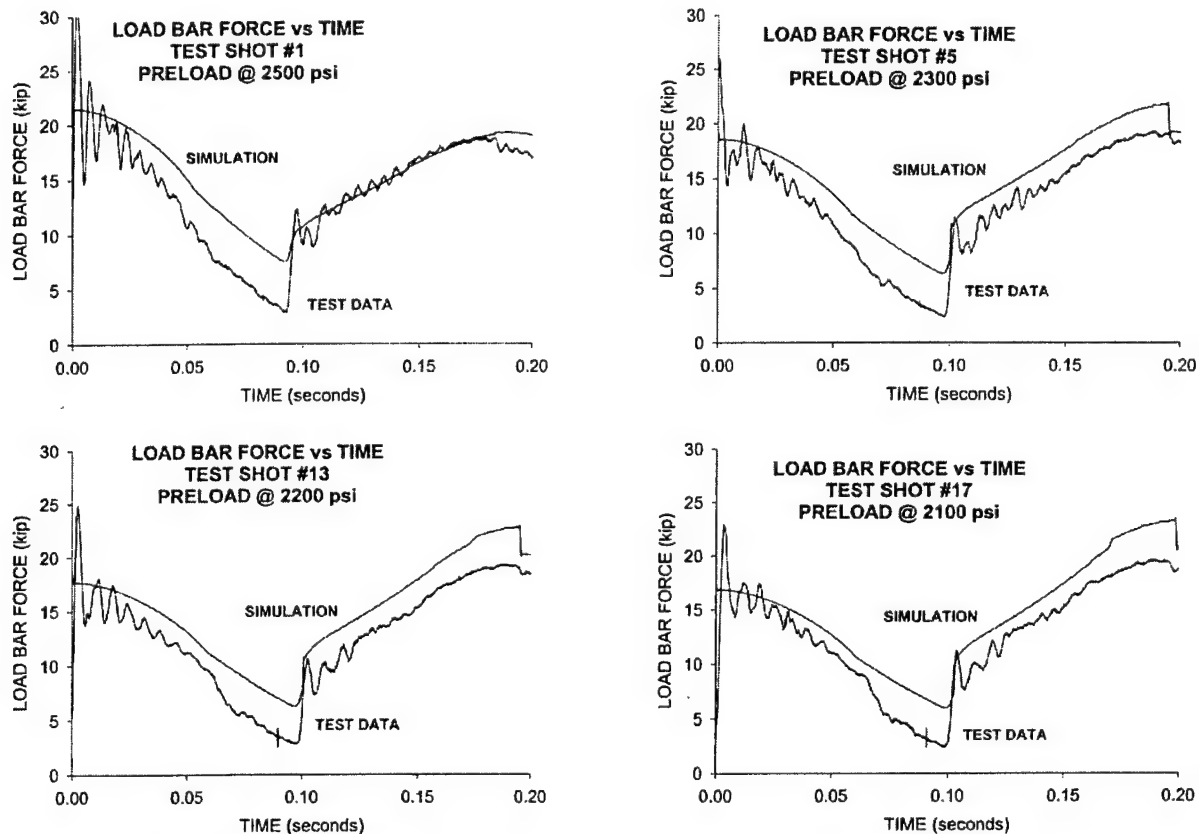 LOAD BAR FORCE vs TIME
TEST SHOT #1
PRELOAD @ 2500 psi
30
25
20
15
10
5
0
LOAD BAR FORCE (kip)
SIMULATION
TEST DATA
0.00
0.05
0.10
0.15
0.20
TIME (seconds)
LOAD BAR FORCE vs TIME
TEST SHOT #5
PRELOAD @ 2300 psi
30
25
20
15
10
5
0
LOAD BAR FORCE (kip)
SIMULATION
TEST DATA
0.00
0.05
0.10
0.15
0.20
TIME (seconds)
LOAD BAR FORCE vs TIME
TEST SHOT #13
PRELOAD @ 2200 psi
30
25
20
15
10
5
0
LOAD BAR FORCE (kip)
SIMULATION
TEST DATA
0.00
0.05
0.10
0.15
0.20
TIME (seconds)
LOAD BAR FORCE vs TIME
TEST SHOT #17
PRELOAD @ 2100 psi
30
25
20
15
10
5
0
LOAD BAR FORCE (kip)
SIMULATION
TEST DATA
0.00
0.05
0.10
0.15
0.20
TIME (seconds)